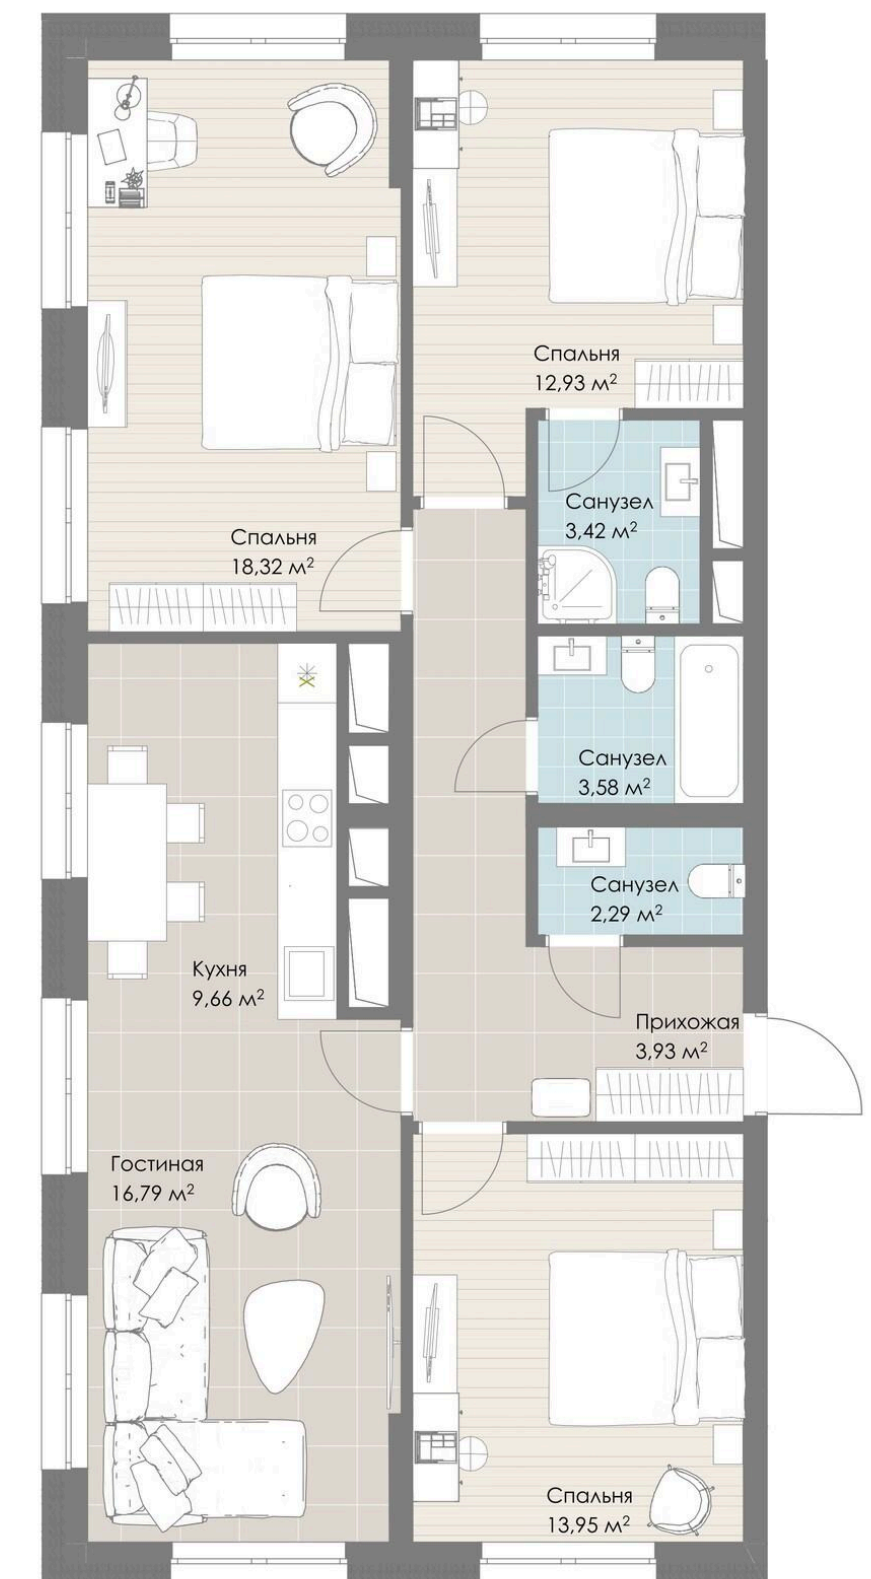 Спальня
12,93 м²
Санузел
3,42 м²
Спальня
18,32 м²
Санузел
3,58 м²
Санузел
2,29 м²
Кухня
9,66 м²
Прихожая
3,93 м²
Гостиная
16,79 м²
Спальня
13,95 м²